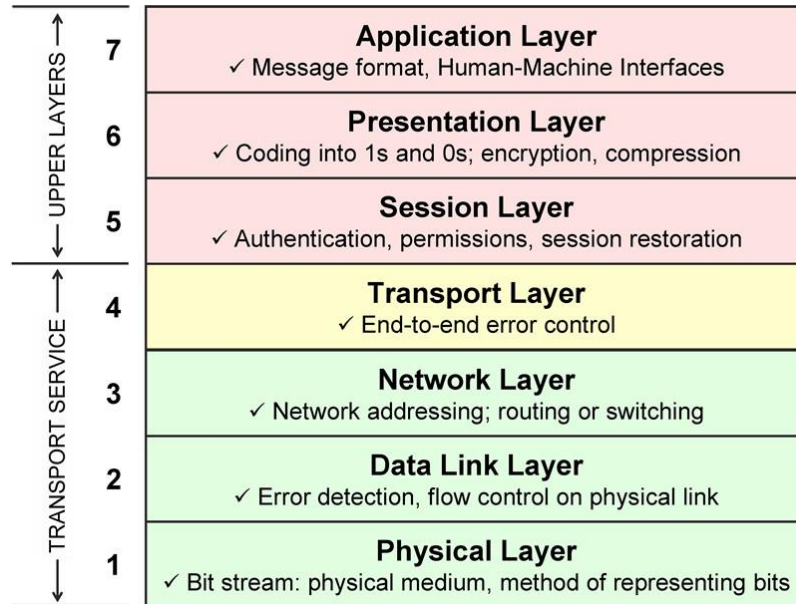 UPPER LAYERS
7
Application Layer
✓ Message format, Human-Machine Interfaces
6
Presentation Layer
✓ Coding into 1s and 0s; encryption, compression
5
Session Layer
✓ Authentication, permissions, session restoration
TRANSPORT SERVICE
4
Transport Layer
✓ End-to-end error control
3
Network Layer
✓ Network addressing; routing or switching
2
Data Link Layer
✓ Error detection, flow control on physical link
1
Physical Layer
✓ Bit stream: physical medium, method of representing bits